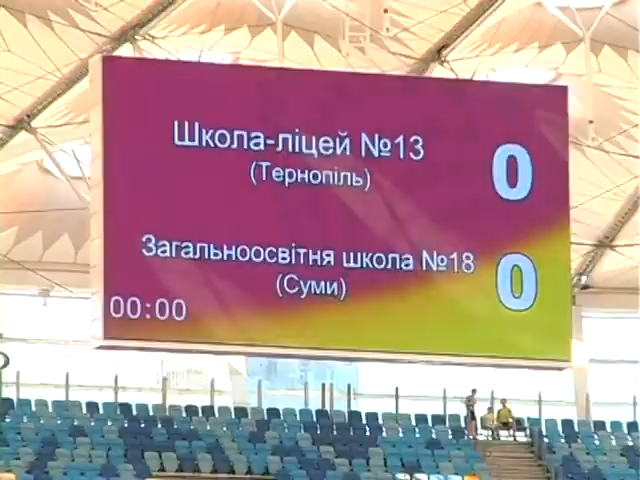 Школа-ліцей №13
(Тернопіль)
0
Загальноосвітня школа №18
(Суми)
0
00:00